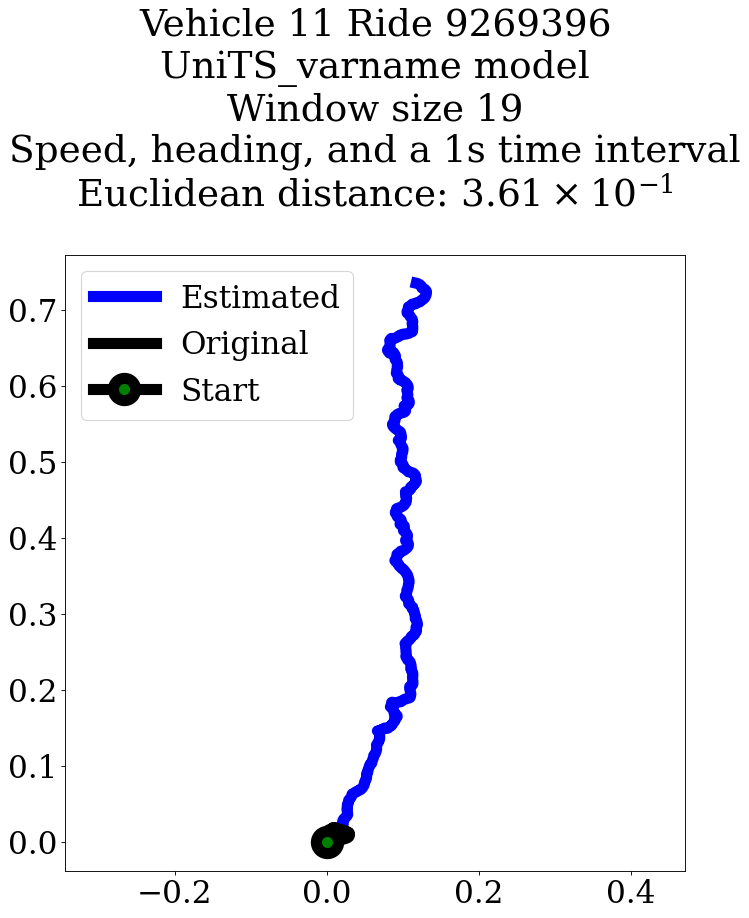 Vehicle 11 Ride 9269396
UniTS_varname model
Window size 19
Speed, heading, and a 1s time interval
Euclidean distance: 3.61 × 10⁻¹
Estimated
Original
Start
0.7
0.6
0.5
0.4
0.3
0.2
0.1
0.0
−0.2 0.0 0.2 0.4